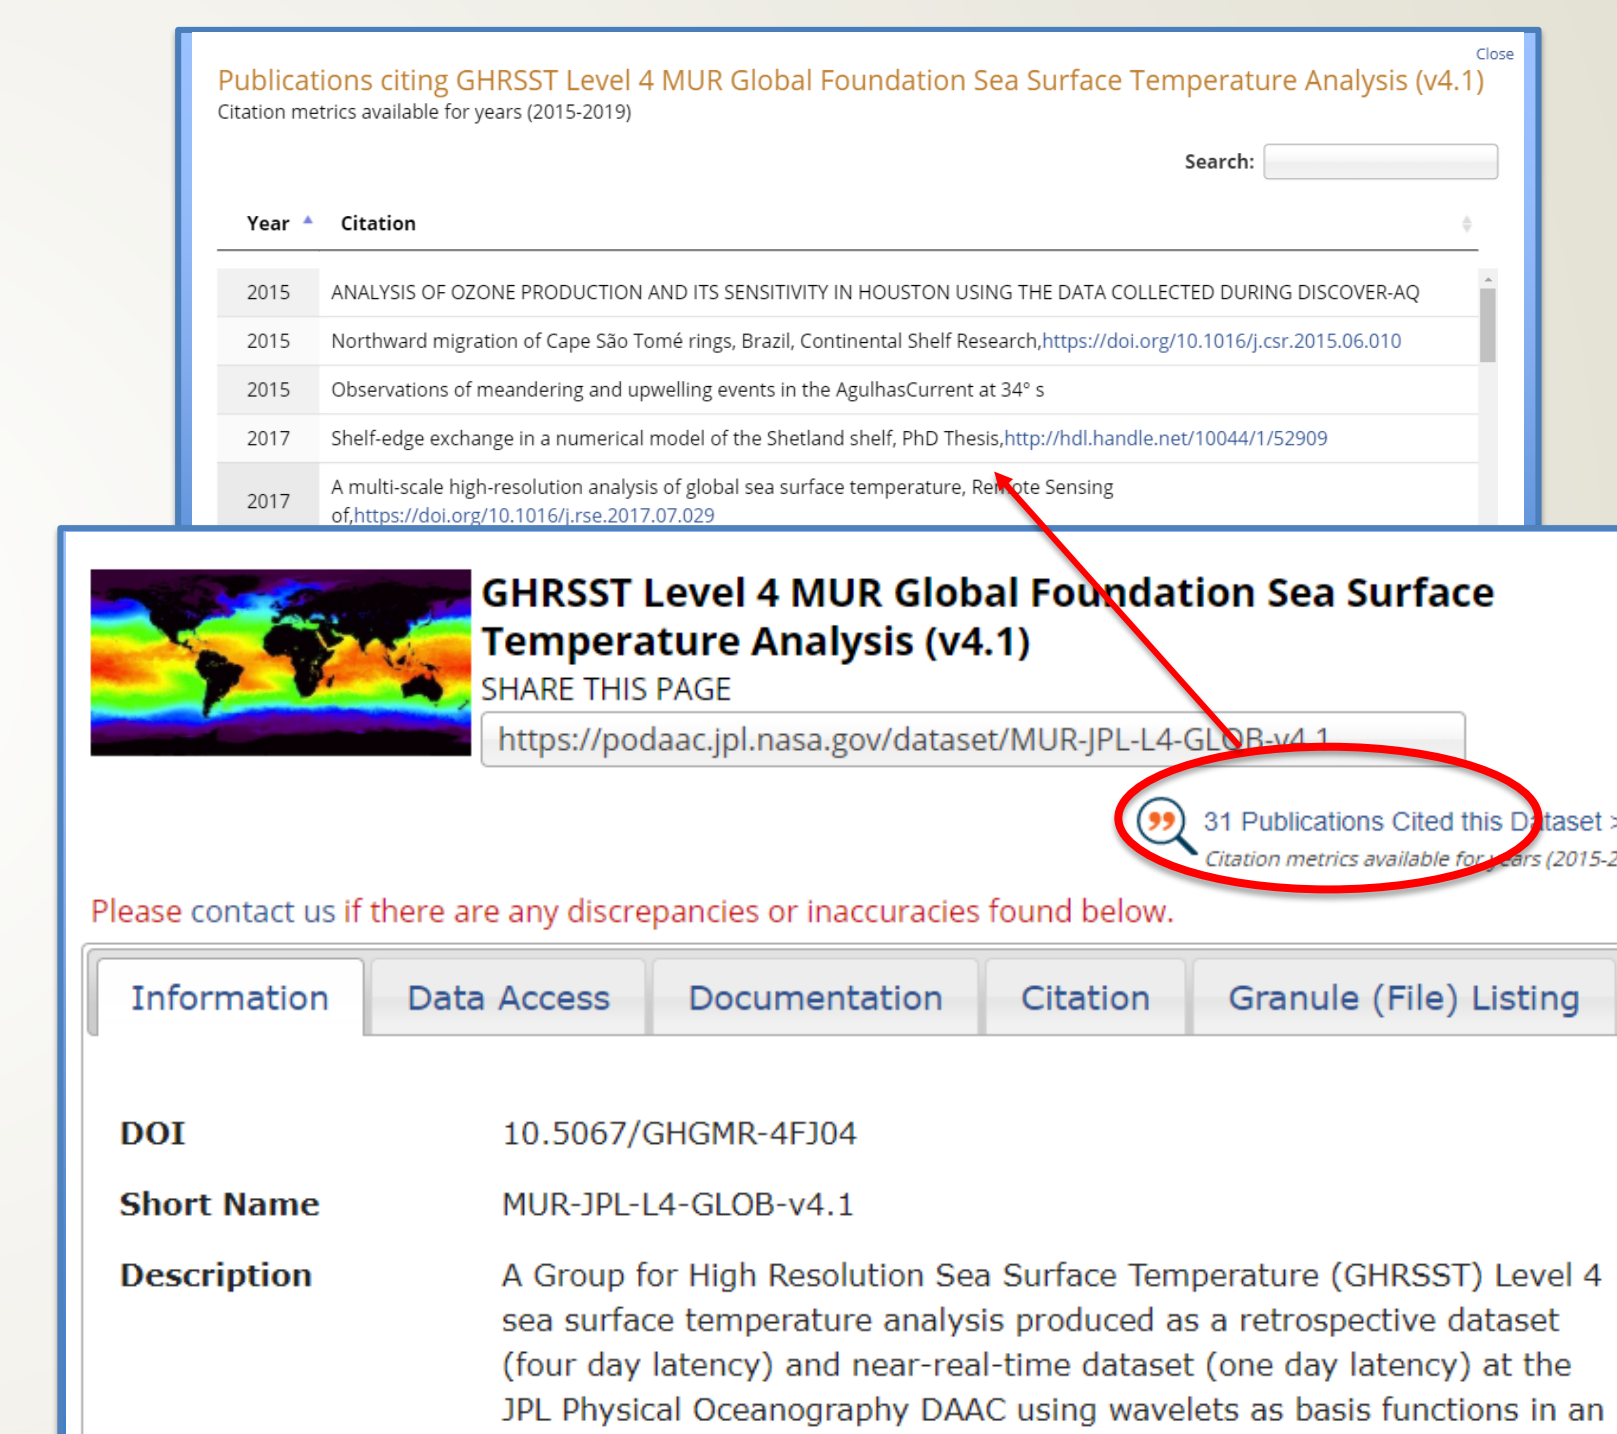 Close
Publications citing GHRSST Level 4 MUR Global Foundation Sea Surface Temperature Analysis (v4.1)
Citation metrics available for years (2015-2019)
Search:
Year Citation
2015 ANALYSIS OF OZONE PRODUCTION AND ITS SENSITIVITY IN HOUSTON USING THE DATA COLLECTED DURING DISCOVER-AQ
2015 Northward migration of Cape São Tomé rings, Brazil, Continental Shelf Research,https://doi.org/10.1016/j.csr.2015.06.010
2015 Observations of meandering and upwelling events in the AgulhasCurrent at 34° s
2017 Shelf-edge exchange in a numerical model of the Shetland shelf, PhD Thesis,http://hdl.handle.net/10044/1/52909
2017 A multi-scale high-resolution analysis of global sea surface temperature, Remote Sensing
of,https://doi.org/10.1016/j.rse.2017.07.029
GHRSST Level 4 MUR Global Foundation Sea Surface
Temperature Analysis (v4.1)
SHARE THIS PAGE
https://podaac.jpl.nasa.gov/dataset/MUR-JPL-L4-GLOB-v4.1
31 Publications Cited this Dataset >
Citation metrics available for years (2015-2
Please contact us if there are any discrepancies or inaccuracies found below.
Information Data Access Documentation Citation Granule (File) Listing
DOI 10.5067/GHGMR-4FJ04
Short Name MUR-JPL-L4-GLOB-v4.1
Description A Group for High Resolution Sea Surface Temperature (GHRSST) Level 4
sea surface temperature analysis produced as a retrospective dataset
(four day latency) and near-real-time dataset (one day latency) at the
JPL Physical Oceanography DAAC using wavelets as basis functions in an